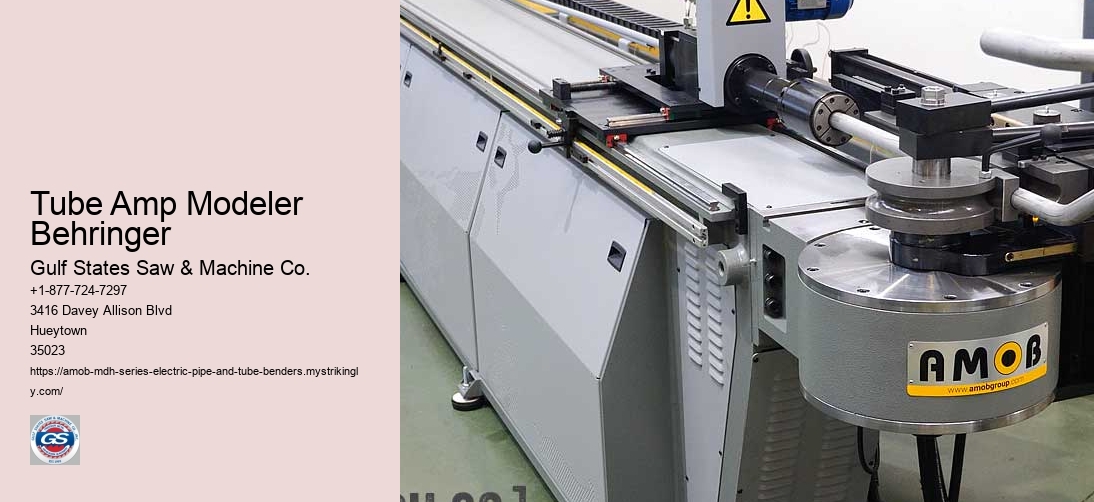 Tube Amp Modeler
Behringer
Gulf States Saw & Machine Co.
+1-877-724-7297
3416 Davey Allison Blvd
Hueytown
35023
https://amob-mdh-series-electric-pipe-and-tube-benders.mystrikingl
y.com/
GS
AMOB
www.amobgroup.com